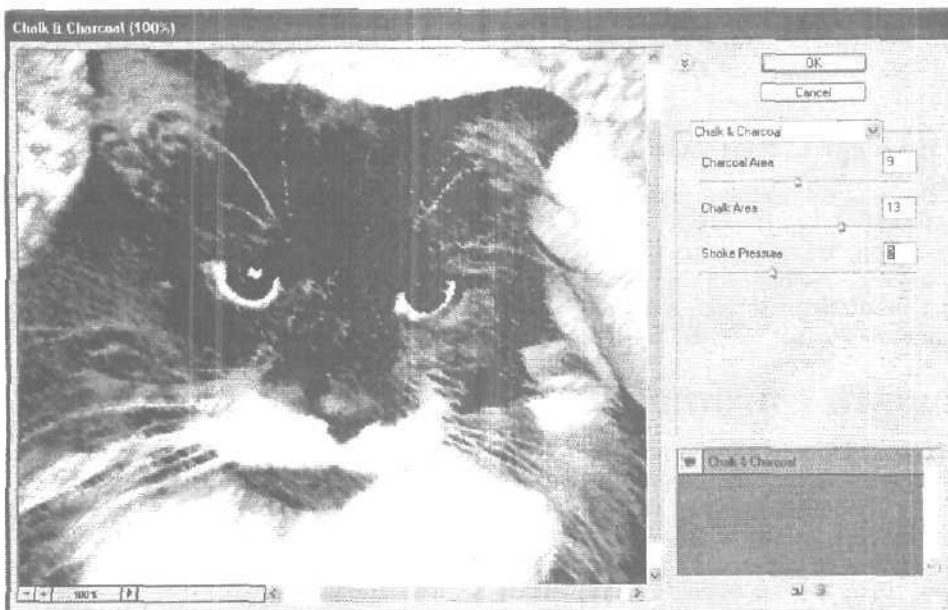 Chalk & Charcoal (100%)
OK
Cancel
Chalk & Charcoal
Charcoal Area 9
Chalk Area 13
Stroke Pressure
Chalk & Charcoal
- + 100%